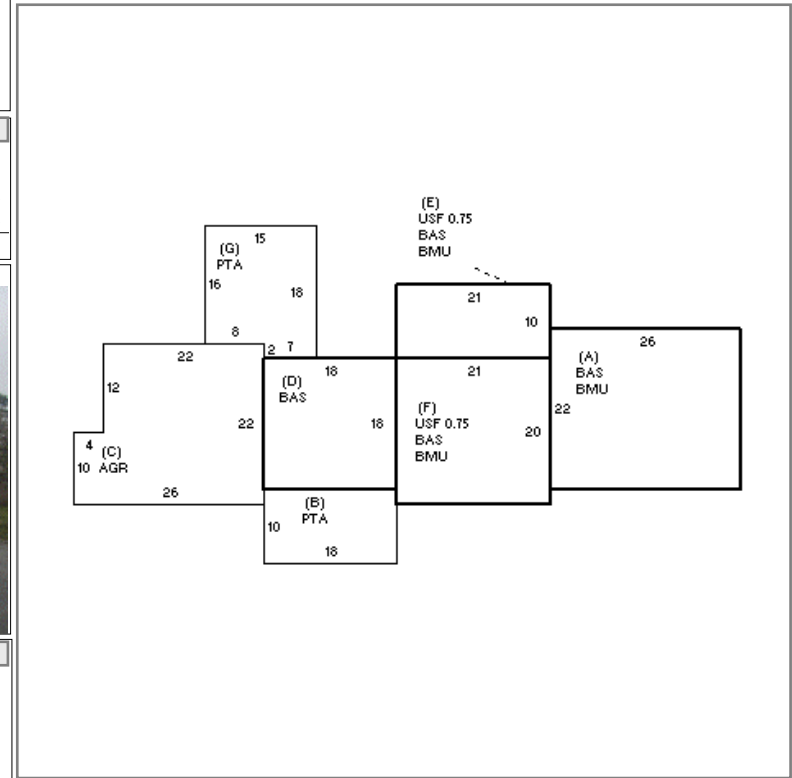 (E)
USF 0.75
BAS
BMU
15
(G)
PTA
16
18
8
2 7
21
10
26
(A)
BAS
BMU
22
22
12
4
(C)
10 AGR
26
22
18
(D)
BAS
18
21
(F)
USF 0.75
BAS
BMU
20
(B)
PTA
10
18